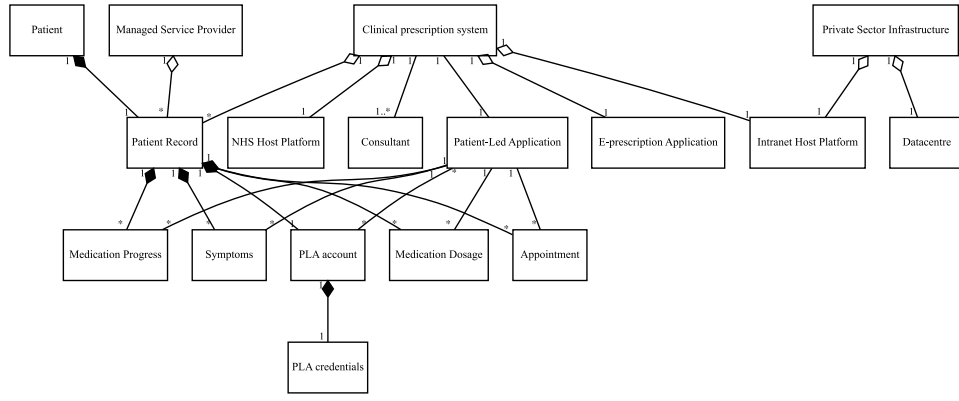 Patient
Managed Service Provider
Clinical prescription system
Private Sector Infrastructure
1 1 1 1 1 1 1 1 1 1
1 * * 1 1..* 1 1 1 1 1
Patient Record
NHS Host Platform
Consultant
Patient-Led Application
E-prescription Application
Intranet Host Platform
Datacentre
1 1 1 1 1 1 * 1 1
* * * * 1 * * * * *
Medication Progress
Symptoms
PLA account
Medication Dosage
Appointment
1
1
PLA credentials